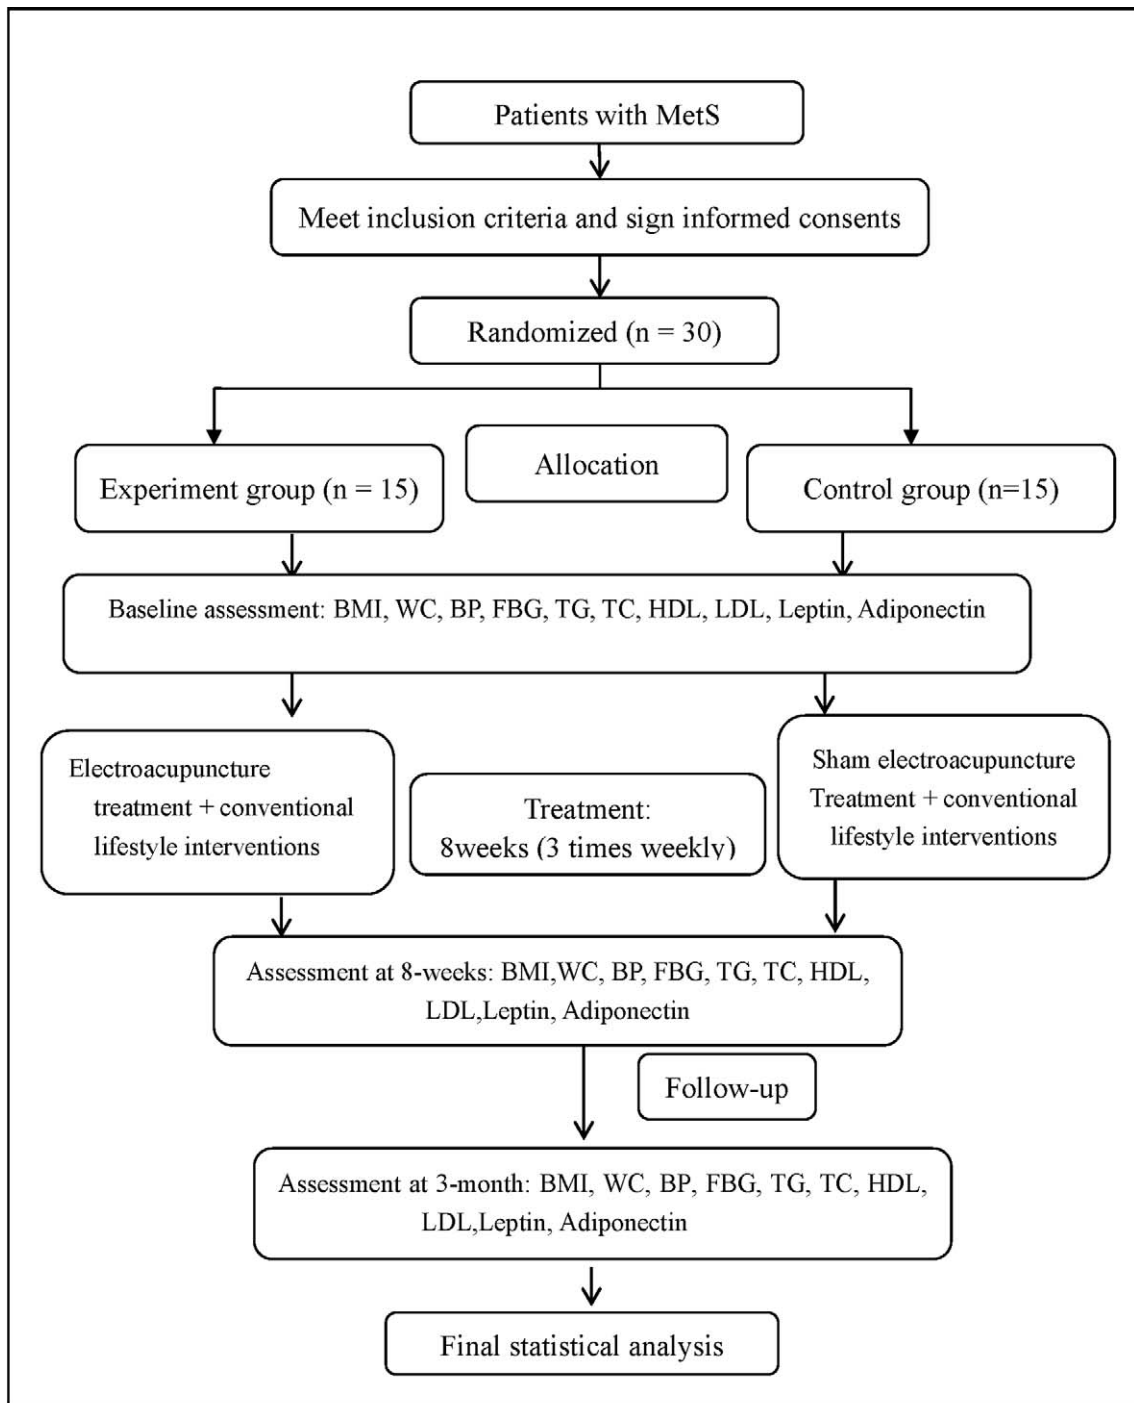 Patients with MetS
Meet inclusion criteria and sign informed consents
Randomized (n = 30)
Allocation
Experiment group (n = 15)
Control group (n=15)
Baseline assessment: BMI, WC, BP, FBG, TG, TC, HDL, LDL, Leptin, Adiponectin
Electroacupuncture
treatment + conventional
lifestyle interventions
Treatment:
8weeks (3 times weekly)
Sham electroacupuncture
Treatment + conventional
lifestyle interventions
Assessment at 8-weeks: BMI,WC, BP, FBG, TG, TC, HDL,
LDL,Leptin, Adiponectin
Follow-up
Assessment at 3-month: BMI, WC, BP, FBG, TG, TC, HDL,
LDL,Leptin, Adiponectin
Final statistical analysis